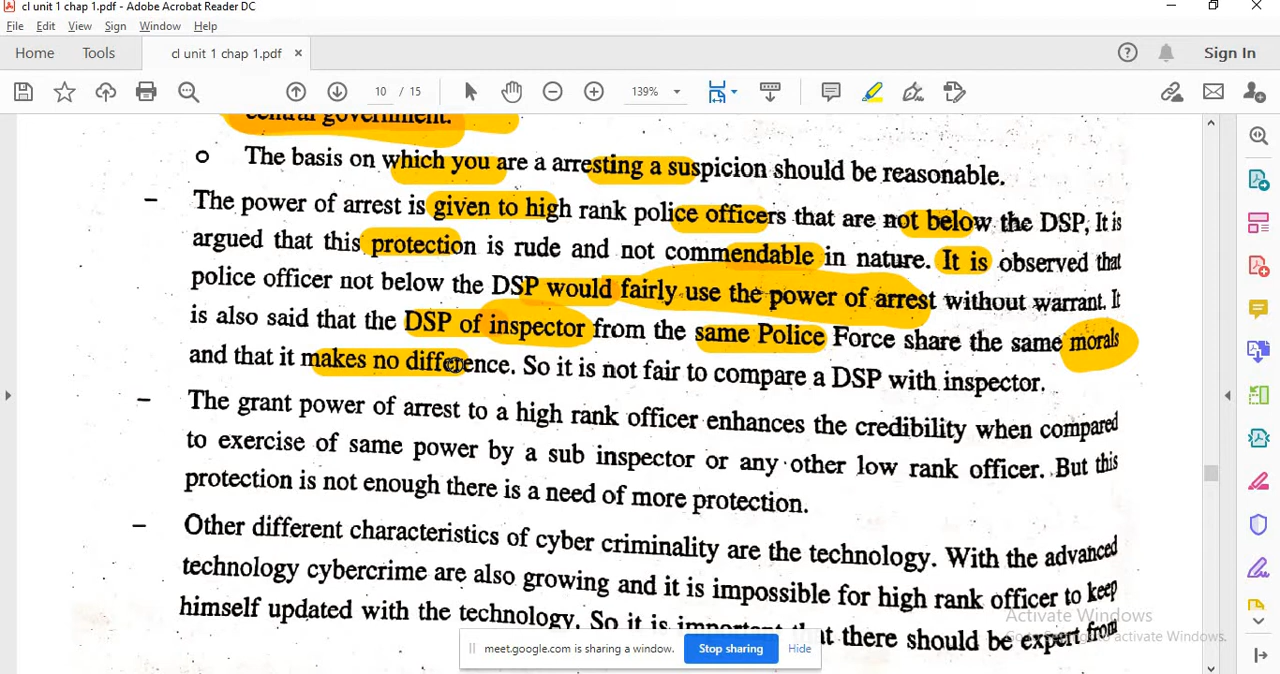 cl unit 1 chap 1.pdf - Adobe Acrobat Reader DC
File Edit View Sign Window Help
Home Tools cl unit 1 chap 1.pdf × Sign In
10 / 15 139%
central government.
o The basis on which you are a arresting a suspicion should be reasonable.
– The power of arrest is given to high rank police officers that are not below the DSP, It is
argued that this protection is rude and not commendable in nature. It is observed that
police officer not below the DSP would fairly use the power of arrest without warrant. It
is also said that the DSP of inspector from the same Police Force share the same morals
and that it makes no difference. So it is not fair to compare a DSP with inspector.
– The grant power of arrest to a high rank officer enhances the credibility when compared
to exercise of same power by a sub inspector or any other low rank officer. But this
protection is not enough there is a need of more protection.
– Other different characteristics of cyber criminality are the technology. With the advanced
technology cybercrime are also growing and it is impossible for high rank officer to keep
himself updated with the technology. So it is important that there should be expert from
Activate Windows
Go to Settings to activate Windows.
meet.google.com is sharing a window. Stop sharing Hide